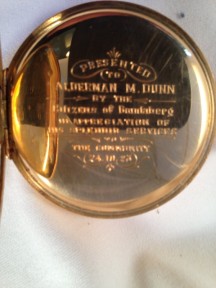 PRESENTED
TO
ALDERMAN M. DUNN
BY THE
Citizens of Bundaberg
IN APPRECIATION OF
HIS SPLENDID SERVICES
TO
THE COMMUNITY